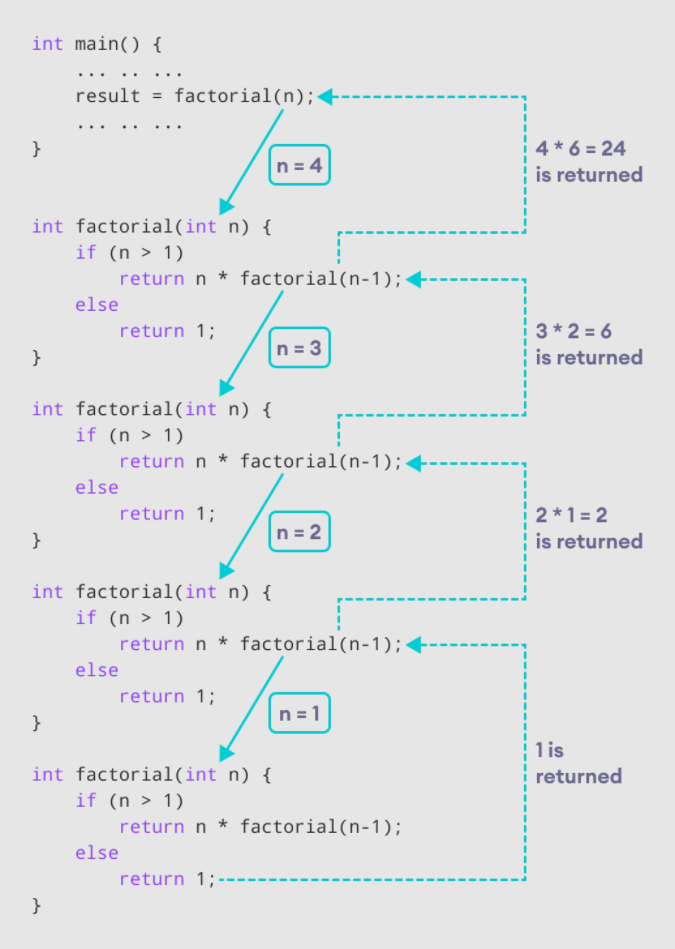 int main() {
... .. ...
result = factorial(n);
... .. ...
}
4 * 6 = 24
is returned
n = 4
int factorial(int n) {
if (n > 1)
return n * factorial(n-1);
else
return 1;
}
3 * 2 = 6
is returned
n = 3
int factorial(int n) {
if (n > 1)
return n * factorial(n-1);
else
return 1;
}
2 * 1 = 2
is returned
n = 2
int factorial(int n) {
if (n > 1)
return n * factorial(n-1);
else
return 1;
}
n = 1
1 is
returned
int factorial(int n) {
if (n > 1)
return n * factorial(n-1);
else
return 1;
}